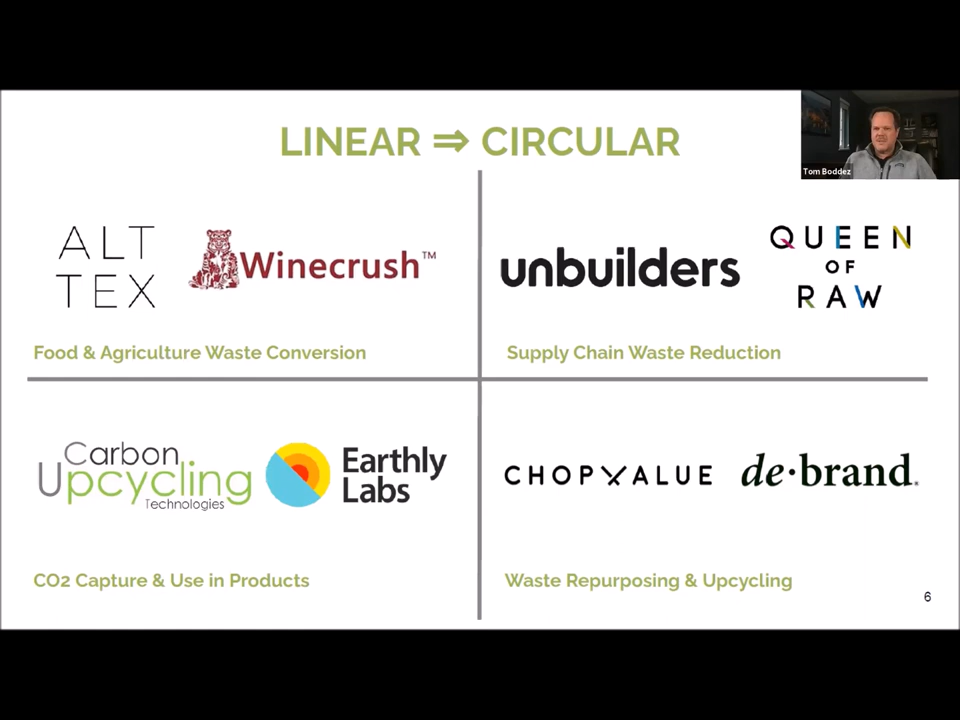 LINEAR ⇒ CIRCULAR
Tom Boddez
ALT
TEX
Winecrush™
Food & Agriculture Waste Conversion
unbuilders
QUEEN
OF
RAW
Supply Chain Waste Reduction
Carbon
Upcycling
Technologies
Earthly
Labs
CO2 Capture & Use in Products
CHOPVALUE
de·brand.
Waste Repurposing & Upcycling
6